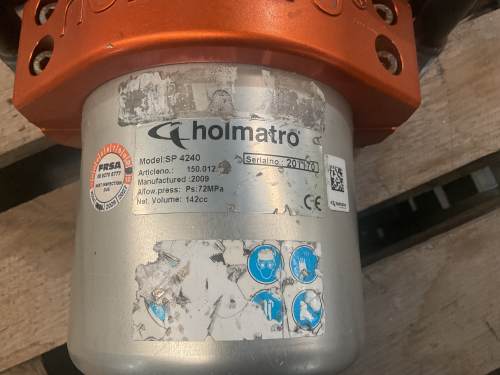 holmatro
Model:SP 4240
Articleno.: 150.012.
Serialno.:
Manufactured :2009
Allow.press: Ps:72MPa
Net. Volume: 142cc
CE
FRSA
holmatro